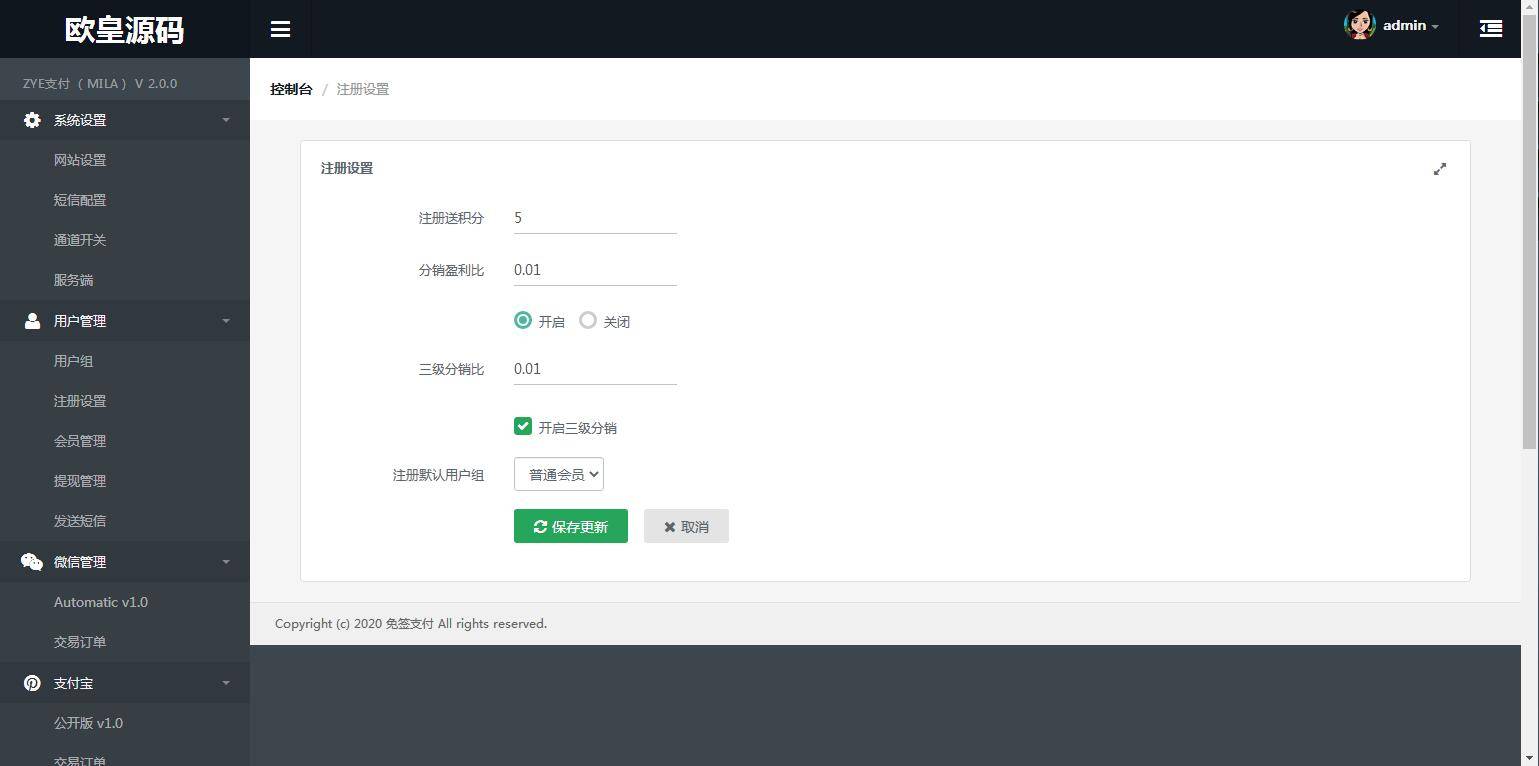 欧皇源码
admin
ZYE支付 ( MILA ) V 2.0.0
系统设置
网站设置
短信配置
通道开关
服务端
用户管理
用户组
注册设置
会员管理
提现管理
发送短信
微信管理
Automatic v1.0
交易订单
支付宝
公开版 v1.0
交易订单
控制台 / 注册设置
注册设置
注册送积分 5
分销盈利比 0.01
开启 关闭
三级分销比 0.01
开启三级分销
注册默认用户组 普通会员
保存更新 取消
Copyright (c) 2020 免签支付 All rights reserved.